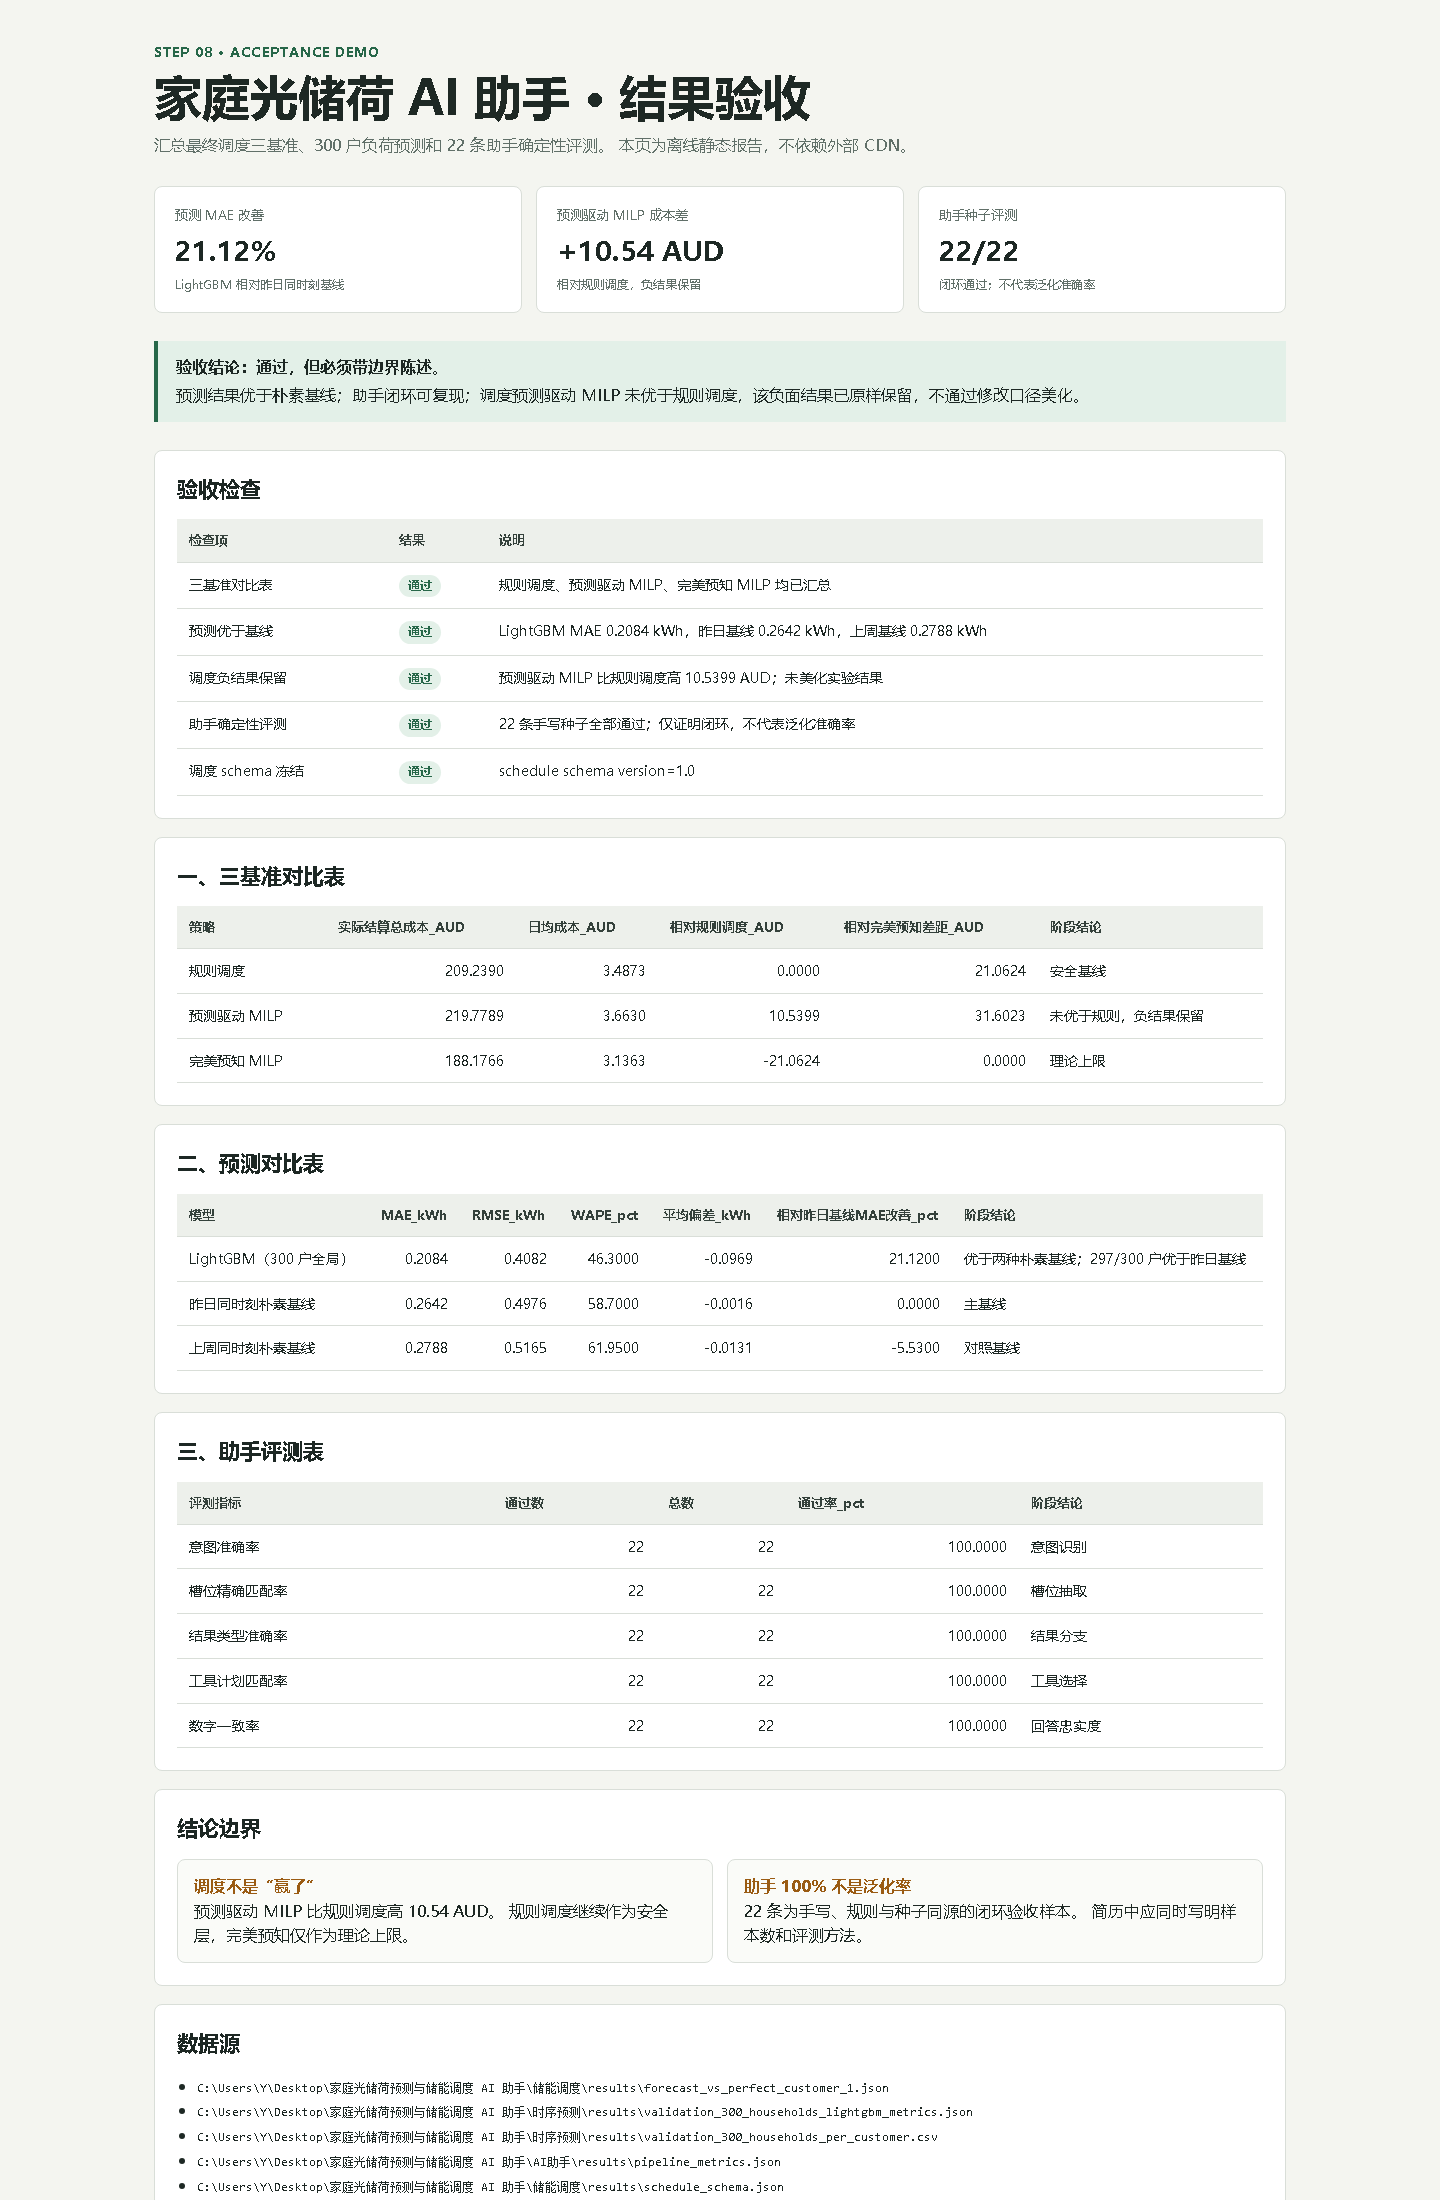 STEP 08 • ACCEPTANCE DEMO
家庭光储荷 AI 助手 • 结果验收
汇总最终调度三基准、300 户负荷预测和 22 条助手确定性评测。 本页为离线静态报告，不依赖外部 CDN。
预测 MAE 改善
21.12%
LightGBM 相对昨日同时刻基线
预测驱动 MILP 成本差
+10.54 AUD
相对规则调度，负结果保留
助手种子评测
22/22
闭环通过；不代表泛化准确率
验收结论：通过，但必须带边界陈述。
预测结果优于朴素基线；助手闭环可复现；调度预测驱动 MILP 未优于规则调度，该负面结果已原样保留，不通过修改口径美化。
验收检查
检查项 结果 说明
三基准对比表 通过 规则调度、预测驱动 MILP、完美预知 MILP 均已汇总
预测优于基线 通过 LightGBM MAE 0.2084 kWh，昨日基线 0.2642 kWh，上周基线 0.2788 kWh
调度负结果保留 通过 预测驱动 MILP 比规则调度高 10.5399 AUD；未美化实验结果
助手确定性评测 通过 22 条手写种子全部通过；仅证明闭环，不代表泛化准确率
调度 schema 冻结 通过 schedule schema version=1.0
一、三基准对比表
策略 实际结算总成本_AUD 日均成本_AUD 相对规则调度_AUD 相对完美预知差距_AUD 阶段结论
规则调度 209.2390 3.4873 0.0000 21.0624 安全基线
预测驱动 MILP 219.7789 3.6630 10.5399 31.6023 未优于规则，负结果保留
完美预知 MILP 188.1766 3.1363 -21.0624 0.0000 理论上限
二、预测对比表
模型 MAE_kWh RMSE_kWh WAPE_pct 平均偏差_kWh 相对昨日基线MAE改善_pct 阶段结论
LightGBM（300 户全局） 0.2084 0.4082 46.3000 -0.0969 21.1200 优于两种朴素基线；297/300 户优于昨日基线
昨日同时刻朴素基线 0.2642 0.4976 58.7000 -0.0016 0.0000 主基线
上周同时刻朴素基线 0.2788 0.5165 61.9500 -0.0131 -5.5300 对照基线
三、助手评测表
评测指标 通过数 总数 通过率_pct 阶段结论
意图准确率 22 22 100.0000 意图识别
槽位精确匹配率 22 22 100.0000 槽位抽取
结果类型准确率 22 22 100.0000 结果分支
工具计划匹配率 22 22 100.0000 工具选择
数字一致率 22 22 100.0000 回答忠实度
结论边界
调度不是“赢了”
预测驱动 MILP 比规则调度高 10.54 AUD。 规则调度继续作为安全
层，完美预知仅作为理论上限。
助手 100% 不是泛化率
22 条为手写、规则与种子同源的闭环验收样本。 简历中应同时写明样
本数和评测方法。
数据源
• C:\Users\Y\Desktop\家庭光储荷预测与储能调度 AI 助手\储能调度\results\forecast_vs_perfect_customer_1.json
• C:\Users\Y\Desktop\家庭光储荷预测与储能调度 AI 助手\时序预测\results\validation_300_households_lightgbm_metrics.json
• C:\Users\Y\Desktop\家庭光储荷预测与储能调度 AI 助手\时序预测\results\validation_300_households_per_customer.csv
• C:\Users\Y\Desktop\家庭光储荷预测与储能调度 AI 助手\AI助手\results\pipeline_metrics.json
• C:\Users\Y\Desktop\家庭光储荷预测与储能调度 AI 助手\储能调度\results\schedule_schema.json